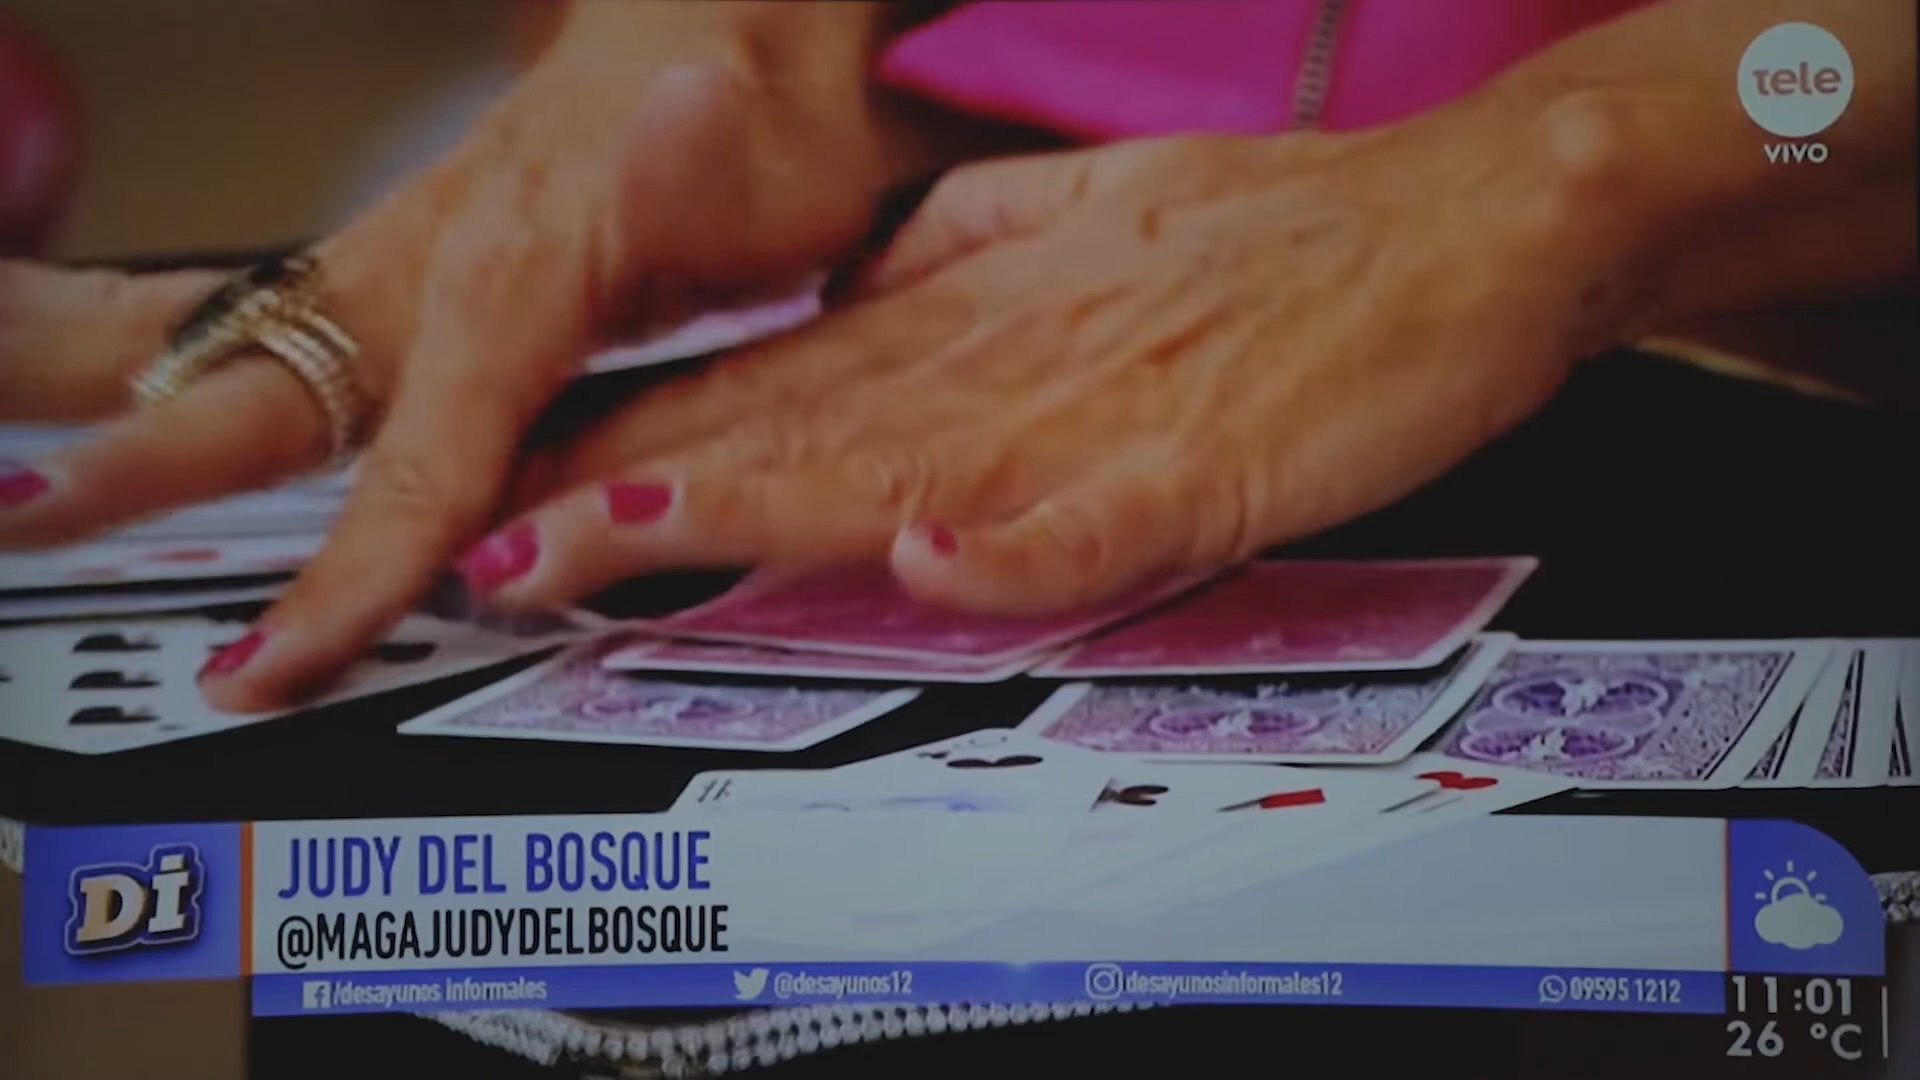 tele
VIVO
Di
JUDY DEL BOSQUE
@MAGAJUDYDELBOSQUE
/desayunos informales
@desayunos12
desayunosinformales12
09595 1212
11:01
26 °C